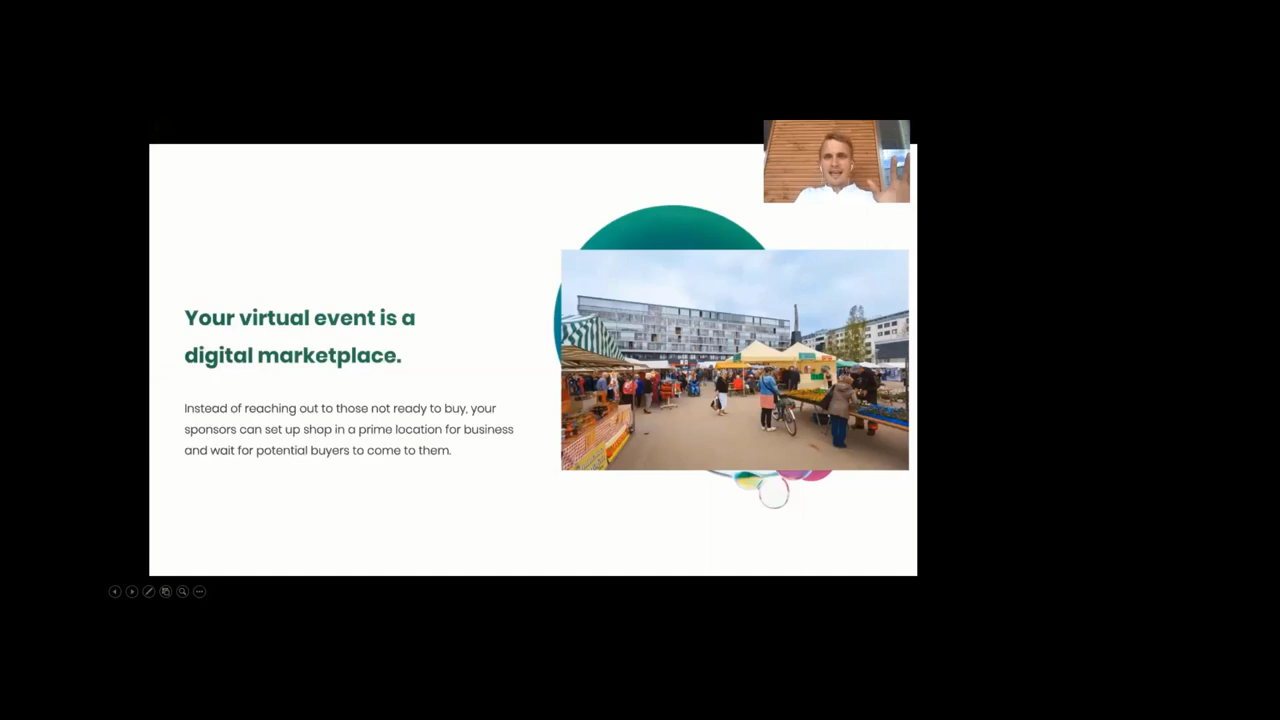 Your virtual event is a
digital marketplace.
Instead of reaching out to those not ready to buy, your
sponsors can set up shop in a prime location for business
and wait for potential buyers to come to them.